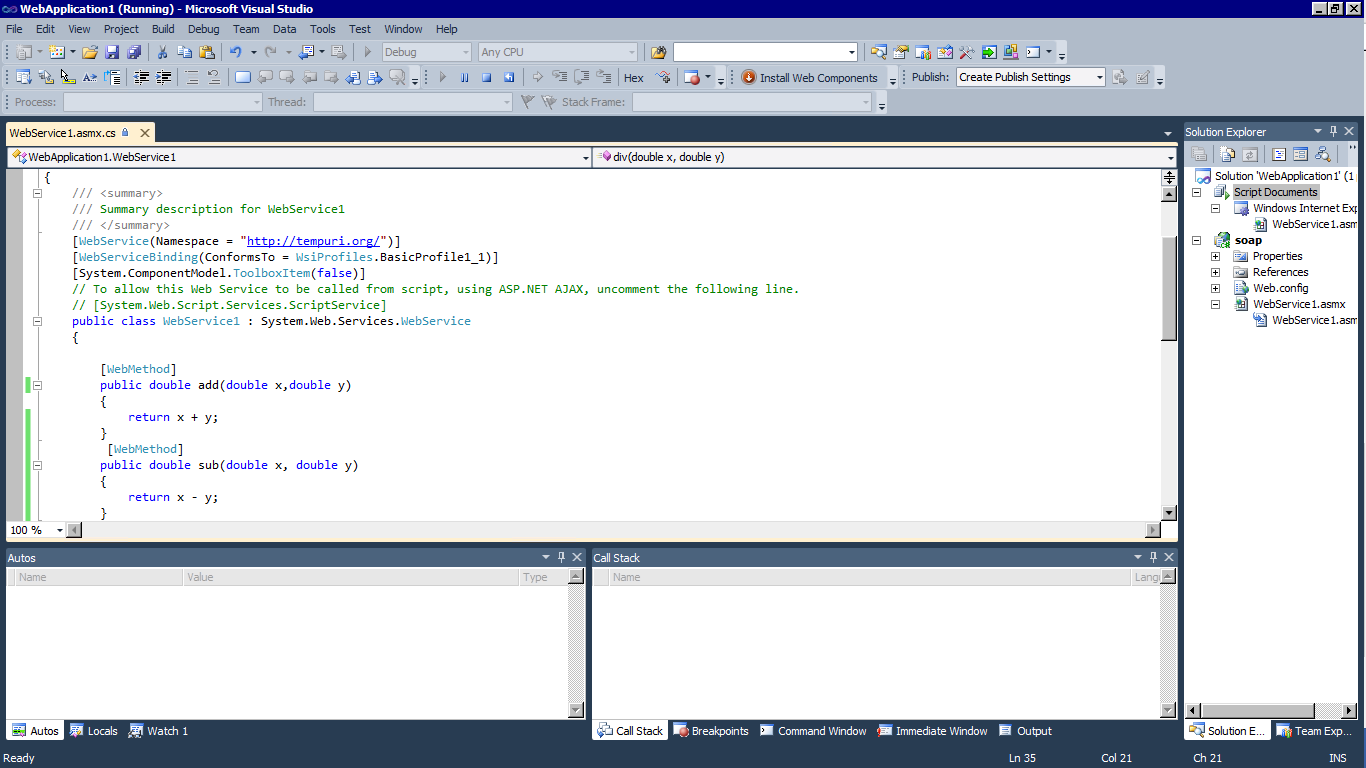 WebApplication1 (Running) - Microsoft Visual Studio
File Edit View Project Build Debug Team Data Tools Test Window Help
Debug Any CPU
Hex Install Web Components Publish: Create Publish Settings
Process: Thread: Stack Frame:
WebService1.asmx.cs
WebApplication1.WebService1 div(double x, double y)
{
/// <summary>
/// Summary description for WebService1
/// </summary>
[WebService(Namespace = "http://tempuri.org/")]
[WebServiceBinding(ConformsTo = WsiProfiles.BasicProfile1_1)]
[System.ComponentModel.ToolboxItem(false)]
// To allow this Web Service to be called from script, using ASP.NET AJAX, uncomment the following line.
// [System.Web.Script.Services.ScriptService]
public class WebService1 : System.Web.Services.WebService
{
[WebMethod]
public double add(double x,double y)
{
return x + y;
}
[WebMethod]
public double sub(double x, double y)
{
return x - y;
}
100 %
Solution Explorer
Solution 'WebApplication1' (1
Script Documents
Windows Internet Exp
WebService1.asm
soap
Properties
References
Web.config
WebService1.asmx
WebService1.asm
Autos
Name Value Type
Call Stack
Name Langu
Autos Locals Watch 1
Call Stack Breakpoints Command Window Immediate Window Output
Solution E... Team Exp...
Ready Ln 35 Col 21 Ch 21 INS